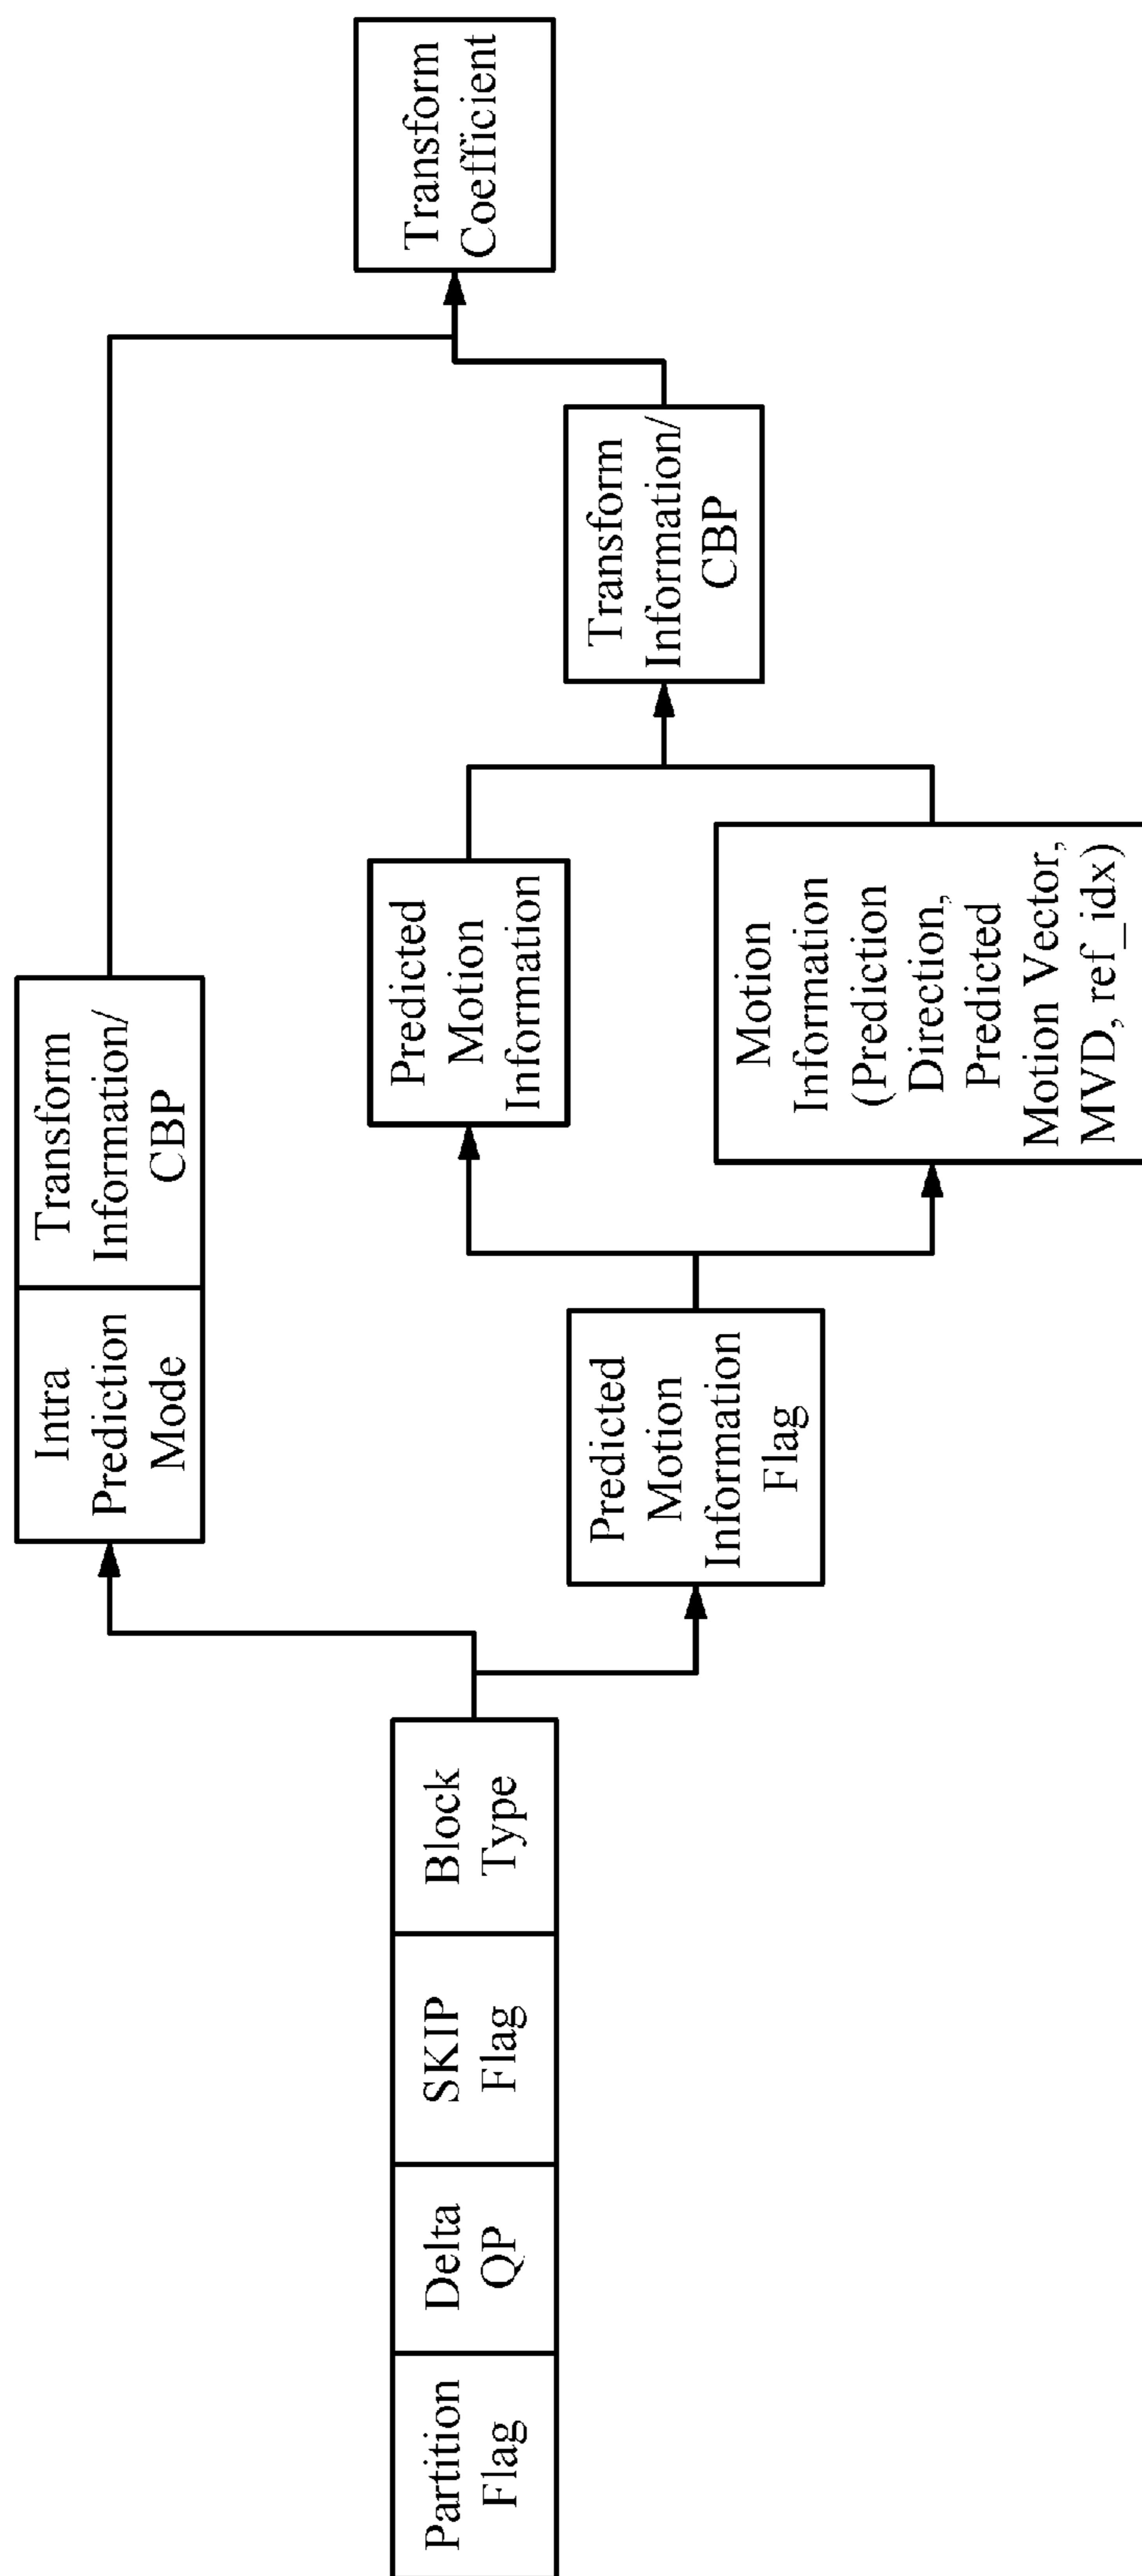 Partition
Flag
Delta
QP
SKIP
Flag
Block
Type
Intra
Prediction
Mode
Transform
Information/
CBP
Predicted
Motion
Information
Flag
Predicted
Motion
Information
Motion
Information
(Prediction
Direction,
Predicted
Motion Vector,
MVD, ref_idx)
Transform
Information/
CBP
Transform
Coefficient